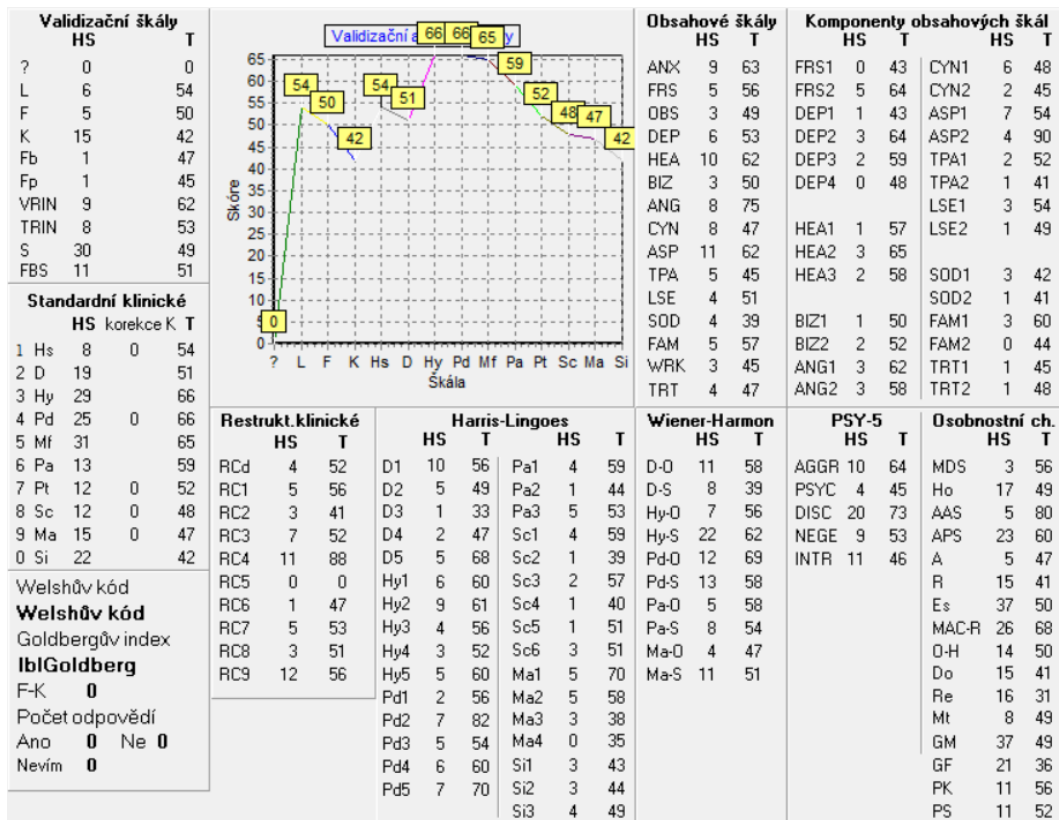 Validizační škály
HS T
? 0 0
L 6 54
F 5 50
K 15 42
Fb 1 47
Fp 1 45
VRIN 9 62
TRIN 8 53
S 30 49
FBS 11 51
Standardní klinické
HS korekce K T
1 Hs 8 0 54
2 D 19 51
3 Hy 29 66
4 Pd 25 0 66
5 Mf 31 65
6 Pa 13 59
7 Pt 12 0 52
8 Sc 12 0 48
9 Ma 15 0 47
0 Si 22 42
Welshův kód
Welshův kód
Goldbergův index
lblGoldberg
F-K 0
Počet odpovědí
Ano 0 Ne 0
Nevím 0
Validizační a y
66 66 65
59
54 54
50 51 52
48 47
42 42
0
65
60
55
50
45
40
35
30
25
20
15
10
5
0
Skóre
? L F K Hs D Hy Pd Mf Pa Pt Sc Ma Si
Škála
Obsahové škály
HS T
ANX 9 63
FRS 5 56
OBS 3 49
DEP 6 53
HEA 10 62
BIZ 3 50
ANG 8 75
CYN 8 47
ASP 11 62
TPA 5 45
LSE 4 51
SOD 4 39
FAM 5 57
WRK 3 45
TRT 4 47
Komponenty obsahových škál
HS T HS T
FRS1 0 43 CYN1 6 48
FRS2 5 64 CYN2 2 45
DEP1 1 43 ASP1 7 54
DEP2 3 64 ASP2 4 90
DEP3 2 59 TPA1 2 52
DEP4 0 48 TPA2 1 41
LSE1 3 54
HEA1 1 57 LSE2 1 49
HEA2 3 65
HEA3 2 58 SOD1 3 42
SOD2 1 41
BIZ1 1 50 FAM1 3 60
BIZ2 2 52 FAM2 0 44
ANG1 3 62 TRT1 1 45
ANG2 3 58 TRT2 1 48
Restrukt.klinické
HS T
RCd 4 52
RC1 5 56
RC2 3 41
RC3 7 52
RC4 11 88
RC5 0 0
RC6 1 47
RC7 5 53
RC8 3 51
RC9 12 56
Harris-Lingoes
HS T HS T
D1 10 56 Pa1 4 59
D2 5 49 Pa2 1 44
D3 1 33 Pa3 5 53
D4 2 47 Sc1 4 59
D5 5 68 Sc2 1 39
Hy1 6 60 Sc3 2 57
Hy2 9 61 Sc4 1 40
Hy3 4 56 Sc5 1 51
Hy4 3 52 Sc6 3 51
Hy5 5 60 Ma1 5 70
Pd1 2 56 Ma2 5 58
Pd2 7 82 Ma3 3 38
Pd3 5 54 Ma4 0 35
Pd4 6 60 Si1 3 43
Pd5 7 70 Si2 3 44
Si3 4 49
Wiener-Harmon
HS T
D-O 11 58
D-S 8 39
Hy-O 7 56
Hy-S 22 62
Pd-O 12 69
Pd-S 13 58
Pa-O 5 58
Pa-S 8 54
Ma-O 4 47
Ma-S 11 51
PSY-5
HS T
AGGR 10 64
PSYC 4 45
DISC 20 73
NEGE 9 53
INTR 11 46
Osobnostní ch.
HS T
MDS 3 56
Ho 17 49
AAS 5 80
APS 23 60
A 5 47
R 15 41
Es 37 50
MAC-R 26 68
O-H 14 50
Do 15 41
Re 16 31
Mt 8 49
GM 37 49
GF 21 36
PK 11 56
PS 11 52